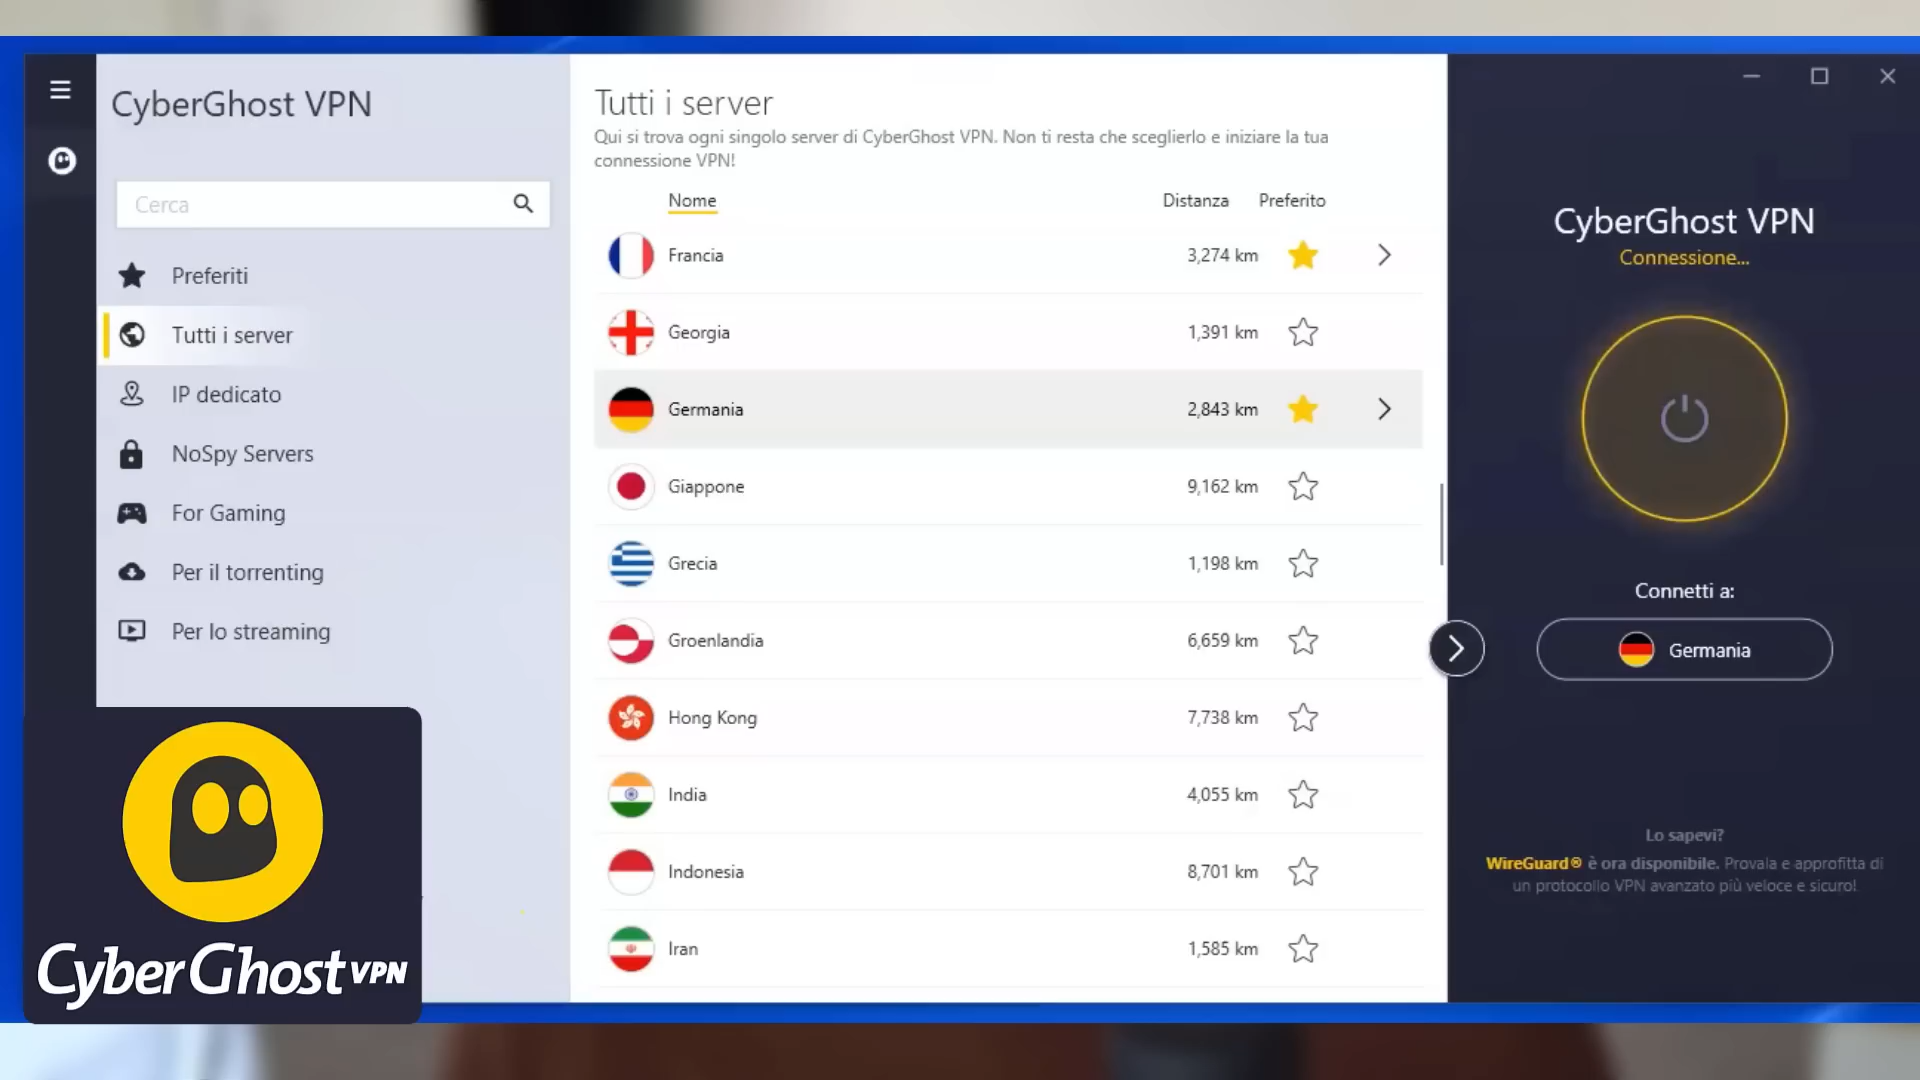 CyberGhost VPN
Cerca
Preferiti
Tutti i server
IP dedicato
NoSpy Servers
For Gaming
Per il torrenting
Per lo streaming
CyberGhost VPN
Tutti i server
Qui si trova ogni singolo server di CyberGhost VPN. Non ti resta che sceglierlo e iniziare la tua
connessione VPN!
Nome Distanza Preferito
Francia 3,274 km
Georgia 1,391 km
Germania 2,843 km
Giappone 9,162 km
Grecia 1,198 km
Groenlandia 6,659 km
Hong Kong 7,738 km
India 4,055 km
Indonesia 8,701 km
Iran 1,585 km
CyberGhost VPN
Connessione...
Connetti a:
Germania
Lo sapevi?
WireGuard® è ora disponibile. Provala e approfitta di
un protocollo VPN avanzato più veloce e sicuro!